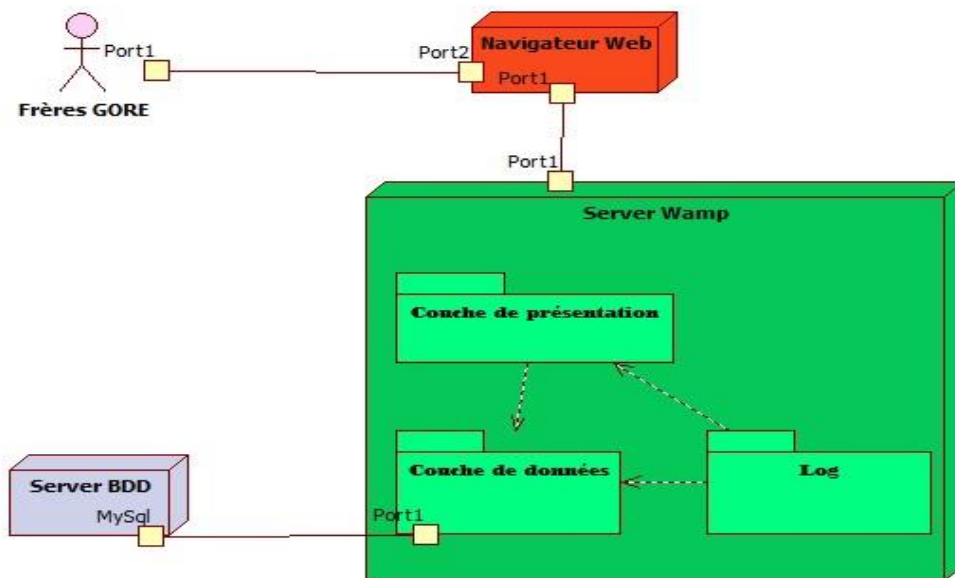 Navigateur Web
Port1
Port2
Port1
Frères GORE
Port1
Server Wamp
Couche de présentation
Couche de données
Log
Server BDD
MySql
Port1